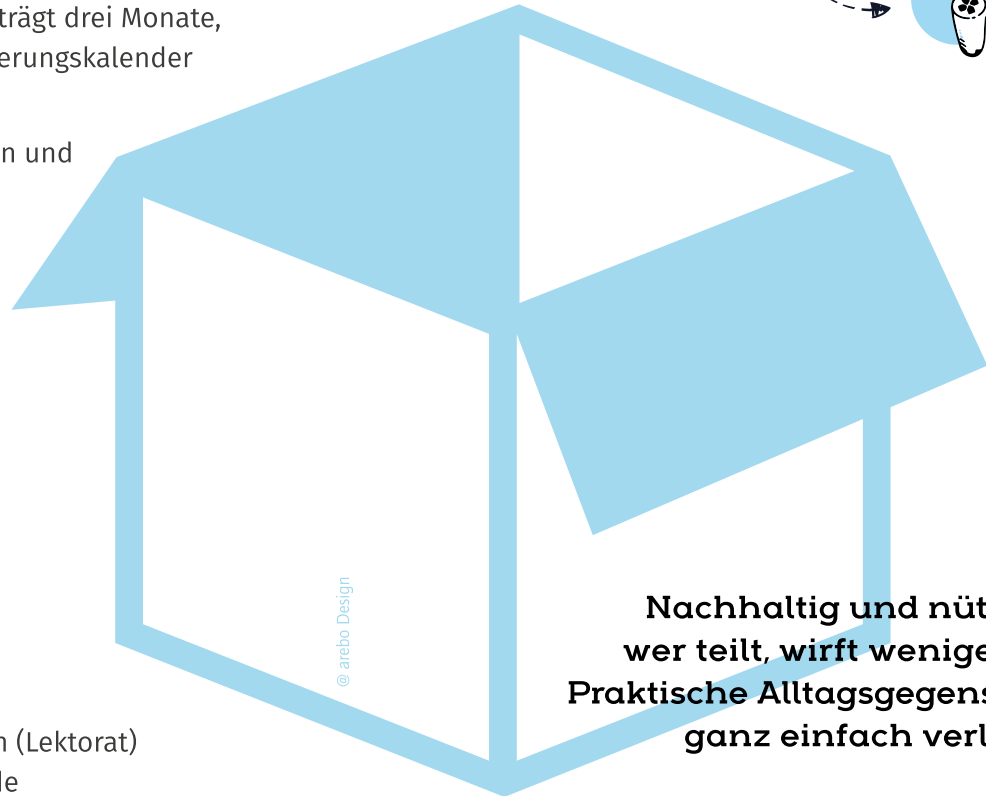 trägt drei Monate,
erungskalender
n und
@ arebo Design
Nachhaltig und nüt
wer teilt, wirft wenige
Praktische Alltagsgegens
ganz einfach verl
n (Lektorat)
de